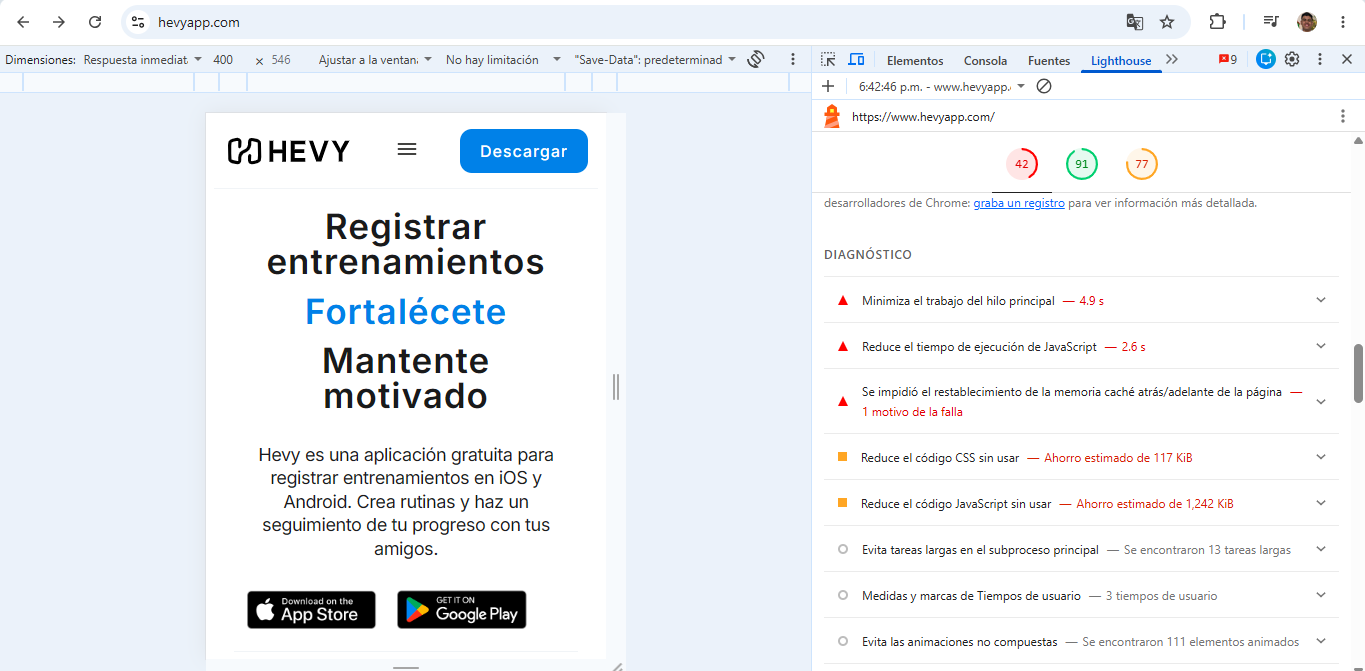 hevyapp.com
Dimensiones: Respuesta inmediat 400 × 546 Ajustar a la ventan No hay limitación "Save-Data": predeterminad
Elementos Consola Fuentes Lighthouse 9
6:42:46 p.m. - www.hevyapp.
https://www.hevyapp.com/
42 91 77
desarrolladores de Chrome: graba un registro para ver información más detallada.
DIAGNÓSTICO
Minimiza el trabajo del hilo principal — 4.9 s
Reduce el tiempo de ejecución de JavaScript — 2.6 s
Se impidió el restablecimiento de la memoria caché atrás/adelante de la página —
1 motivo de la falla
Reduce el código CSS sin usar — Ahorro estimado de 117 KiB
Reduce el código JavaScript sin usar — Ahorro estimado de 1,242 KiB
Evita tareas largas en el subproceso principal — Se encontraron 13 tareas largas
Medidas y marcas de Tiempos de usuario — 3 tiempos de usuario
Evita las animaciones no compuestas — Se encontraron 111 elementos animados
HEVY
Descargar
Registrar
entrenamientos
Fortalécete
Mantente
motivado
Hevy es una aplicación gratuita para
registrar entrenamientos en iOS y
Android. Crea rutinas y haz un
seguimiento de tu progreso con tus
amigos.
Download on the
App Store
GET IT ON
Google Play